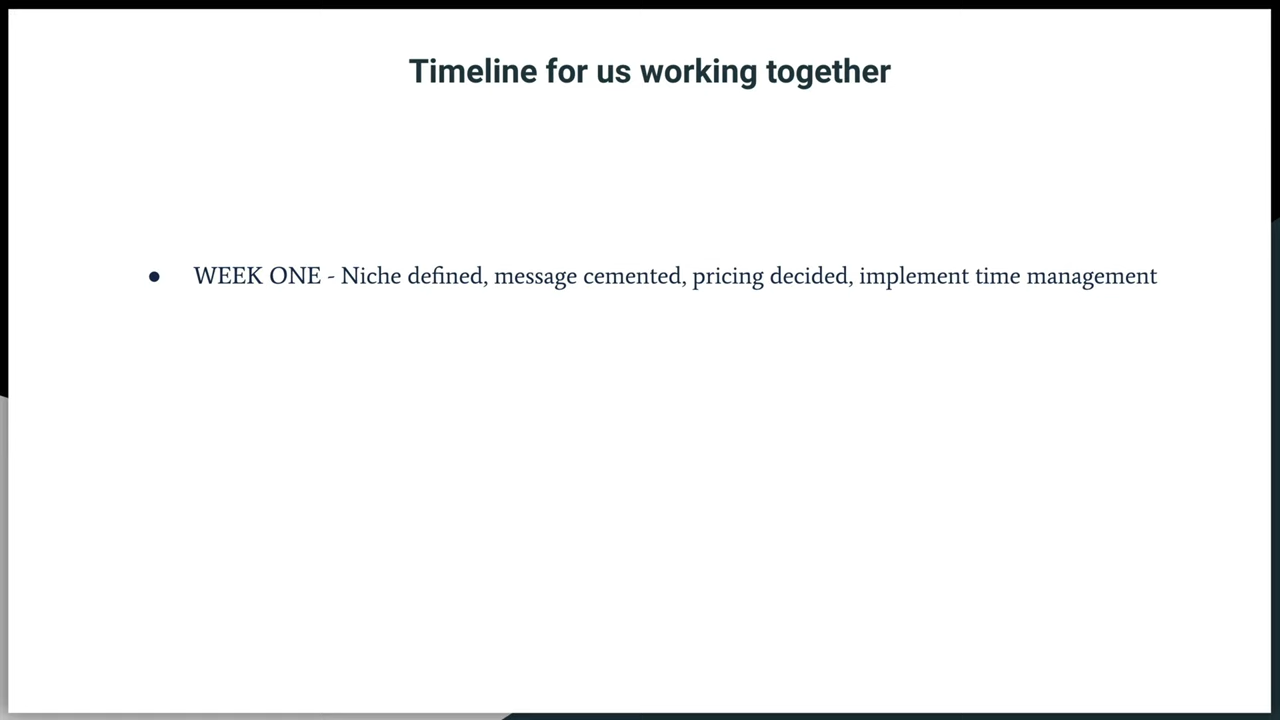 Timeline for us working together
● WEEK ONE - Niche defined, message cemented, pricing decided, implement time management